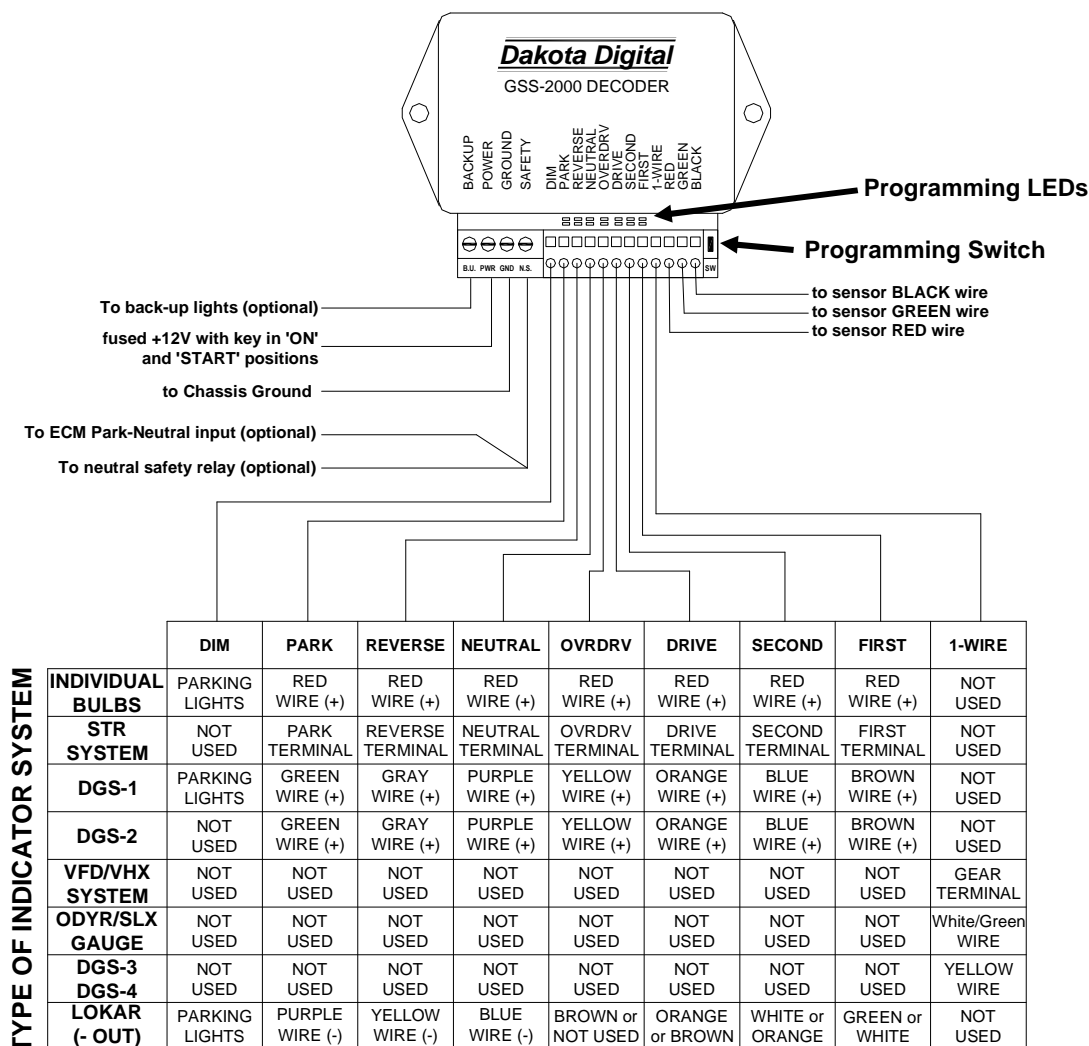 Dakota Digital
GSS-2000 DECODER
BACKUP
POWER
GROUND
SAFETY
DIM
PARK
REVERSE
NEUTRAL
OVERDRV
DRIVE
SECOND
FIRST
1-WIRE
RED
GREEN
BLACK
Programming LEDs
Programming Switch
B.U. PWR GND N.S. SW
To back-up lights (optional)
fused +12V with key in 'ON'
and 'START' positions
to Chassis Ground
To ECM Park-Neutral input (optional)
To neutral safety relay (optional)
to sensor BLACK wire
to sensor GREEN wire
to sensor RED wire
TYPE OF INDICATOR SYSTEM
DIM PARK REVERSE NEUTRAL OVRDRV DRIVE SECOND FIRST 1-WIRE
INDIVIDUAL PARKING RED RED RED RED RED RED RED NOT
BULBS LIGHTS WIRE (+) WIRE (+) WIRE (+) WIRE (+) WIRE (+) WIRE (+) WIRE (+) USED
STR NOT PARK REVERSE NEUTRAL OVRDRV DRIVE SECOND FIRST NOT
SYSTEM USED TERMINAL TERMINAL TERMINAL TERMINAL TERMINAL TERMINAL TERMINAL USED
DGS-1 PARKING GREEN GRAY PURPLE YELLOW ORANGE BLUE BROWN NOT
LIGHTS WIRE (+) WIRE (+) WIRE (+) WIRE (+) WIRE (+) WIRE (+) WIRE (+) USED
DGS-2 NOT GREEN GRAY PURPLE YELLOW ORANGE BLUE BROWN NOT
USED WIRE (+) WIRE (+) WIRE (+) WIRE (+) WIRE (+) WIRE (+) WIRE (+) USED
VFD/VHX NOT NOT NOT NOT NOT NOT NOT NOT GEAR
SYSTEM USED USED USED USED USED USED USED USED TERMINAL
ODYR/SLX NOT NOT NOT NOT NOT NOT NOT NOT White/Green
GAUGE USED USED USED USED USED USED USED USED WIRE
DGS-3 NOT NOT NOT NOT NOT NOT NOT NOT YELLOW
DGS-4 USED USED USED USED USED USED USED USED WIRE
LOKAR PARKING PURPLE YELLOW BLUE BROWN or ORANGE WHITE or GREEN or NOT
(- OUT) LIGHTS WIRE (-) WIRE (-) WIRE (-) NOT USED or BROWN ORANGE WHITE USED